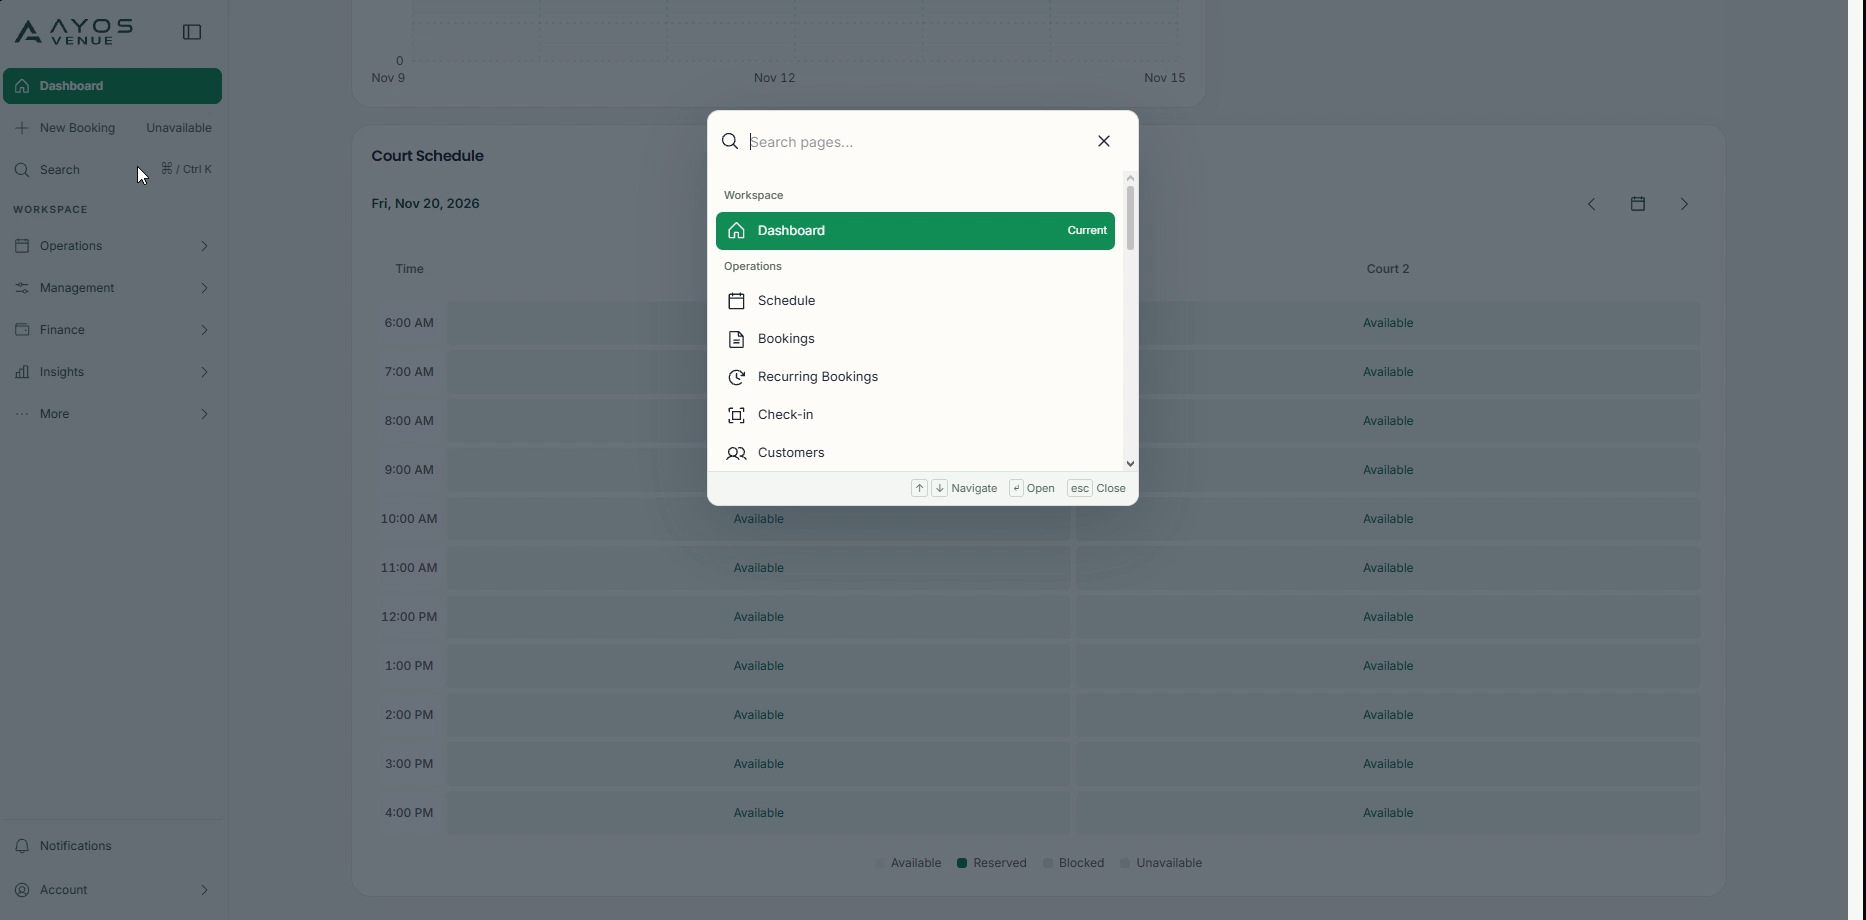 AYOS
VENUE
Dashboard
New Booking Unavailable
Search ⌘ / Ctrl K
WORKSPACE
Operations
Management
Finance
Insights
More
Notifications
Account
0
Nov 9 Nov 12 Nov 15
Court Schedule
Fri, Nov 20, 2026
Time Court 2
6:00 AM Available
7:00 AM Available
8:00 AM Available
9:00 AM Available
10:00 AM Available Available
11:00 AM Available Available
12:00 PM Available Available
1:00 PM Available Available
2:00 PM Available Available
3:00 PM Available Available
4:00 PM Available Available
Available Reserved Blocked Unavailable
Search pages...
Workspace
Dashboard Current
Operations
Schedule
Bookings
Recurring Bookings
Check-in
Customers
↑ ↓ Navigate ↵ Open esc Close